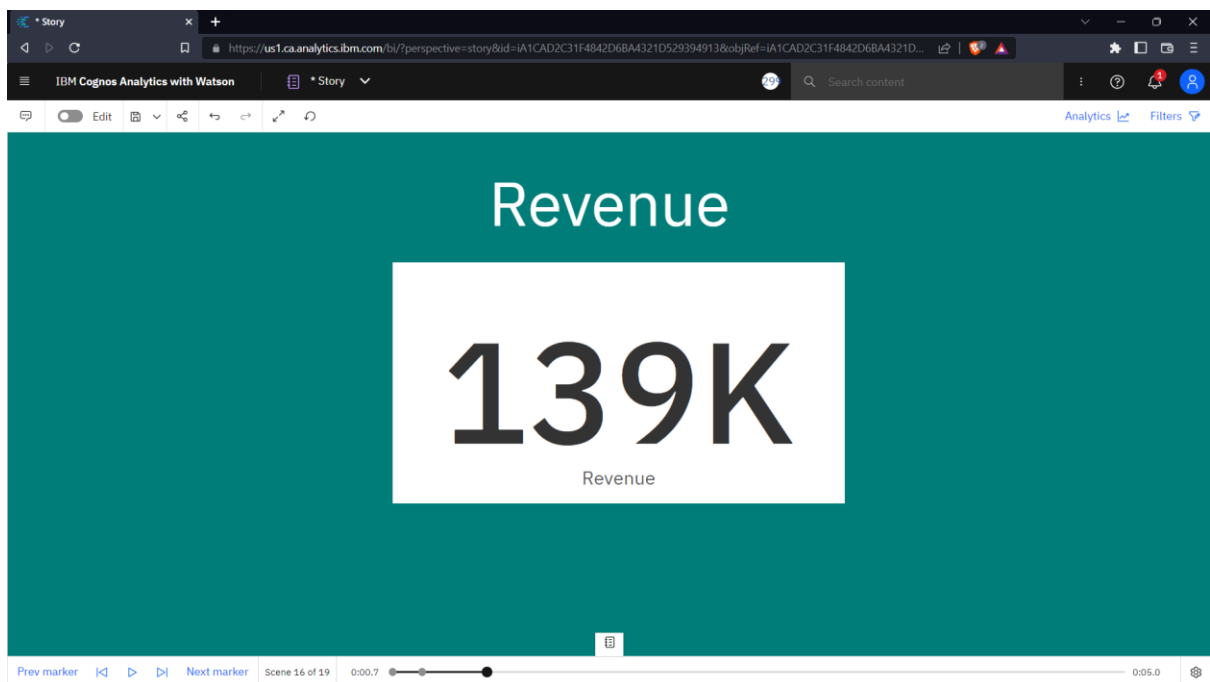 * Story
https://us1.ca.analytics.ibm.com/bi/?perspective=story&id=iA1CAD2C31F4842D6BA4321D529394913&objRef=iA1CAD2C31F4842D6BA4321D...
IBM Cognos Analytics with Watson
* Story
299
Search content
1
Edit
Analytics
Filters
Revenue
139K
Revenue
Prev marker
Next marker
Scene 16 of 19
0:00.7
0:05.0